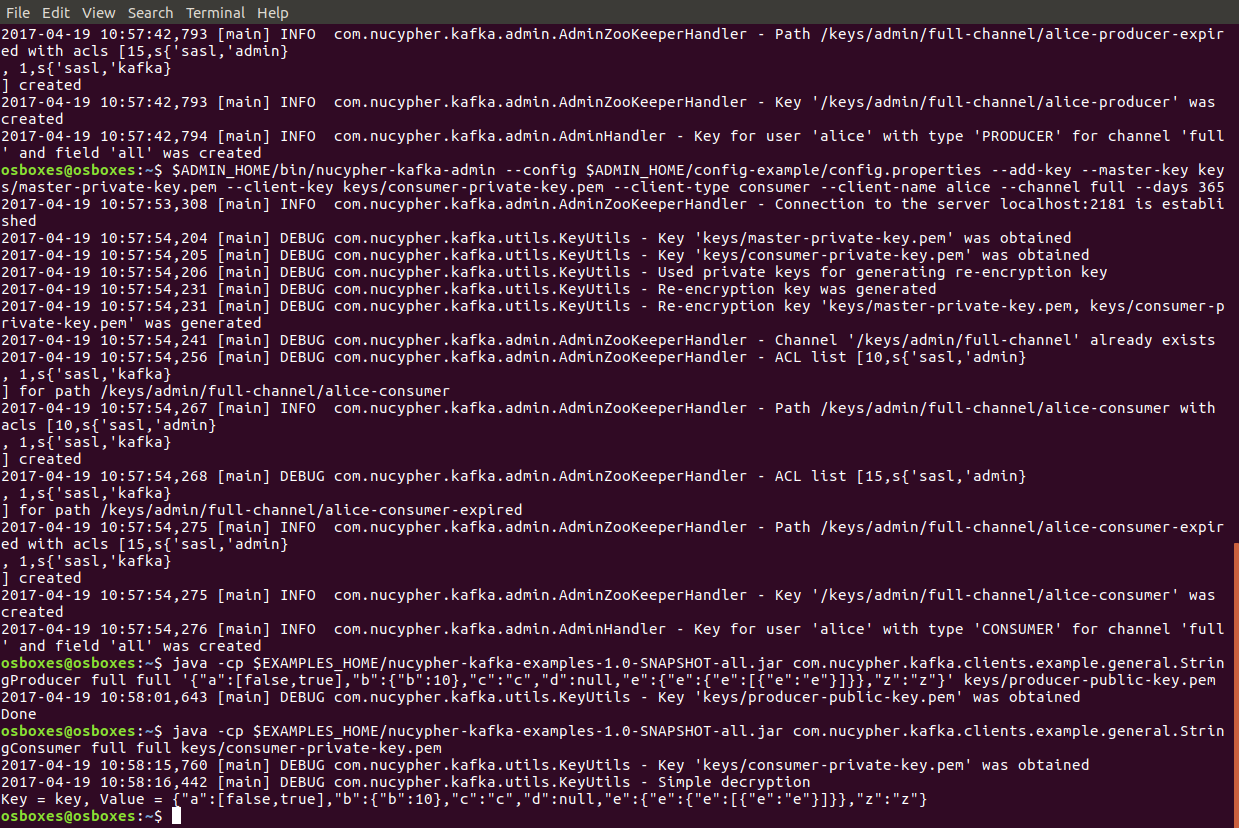 File Edit View Search Terminal Help
2017-04-19 10:57:42,793 [main] INFO  com.nucypher.kafka.admin.AdminZooKeeperHandler - Path /keys/admin/full-channel/alice-producer-expir
ed with acls [15,s{'sasl,'admin}
, 1,s{'sasl,'kafka}
] created
2017-04-19 10:57:42,793 [main] INFO  com.nucypher.kafka.admin.AdminZooKeeperHandler - Key '/keys/admin/full-channel/alice-producer' was
created
2017-04-19 10:57:42,794 [main] INFO  com.nucypher.kafka.admin.AdminHandler - Key for user 'alice' with type 'PRODUCER' for channel 'full
' and field 'all' was created
osboxes@osboxes:~$ $ADMIN_HOME/bin/nucypher-kafka-admin --config $ADMIN_HOME/config-example/config.properties --add-key --master-key key
s/master-private-key.pem --client-key keys/consumer-private-key.pem --client-type consumer --client-name alice --channel full --days 365
2017-04-19 10:57:53,308 [main] INFO  com.nucypher.kafka.admin.AdminZooKeeperHandler - Connection to the server localhost:2181 is establi
shed
2017-04-19 10:57:54,204 [main] DEBUG com.nucypher.kafka.utils.KeyUtils - Key 'keys/master-private-key.pem' was obtained
2017-04-19 10:57:54,205 [main] DEBUG com.nucypher.kafka.utils.KeyUtils - Key 'keys/consumer-private-key.pem' was obtained
2017-04-19 10:57:54,206 [main] DEBUG com.nucypher.kafka.utils.KeyUtils - Used private keys for generating re-encryption key
2017-04-19 10:57:54,231 [main] DEBUG com.nucypher.kafka.utils.KeyUtils - Re-encryption key was generated
2017-04-19 10:57:54,231 [main] DEBUG com.nucypher.kafka.utils.KeyUtils - Re-encryption key 'keys/master-private-key.pem, keys/consumer-p
rivate-key.pem' was generated
2017-04-19 10:57:54,241 [main] DEBUG com.nucypher.kafka.admin.AdminZooKeeperHandler - Channel '/keys/admin/full-channel' already exists
2017-04-19 10:57:54,256 [main] DEBUG com.nucypher.kafka.admin.AdminZooKeeperHandler - ACL list [10,s{'sasl,'admin}
, 1,s{'sasl,'kafka}
] for path /keys/admin/full-channel/alice-consumer
2017-04-19 10:57:54,267 [main] INFO  com.nucypher.kafka.admin.AdminZooKeeperHandler - Path /keys/admin/full-channel/alice-consumer with
acls [10,s{'sasl,'admin}
, 1,s{'sasl,'kafka}
] created
2017-04-19 10:57:54,268 [main] DEBUG com.nucypher.kafka.admin.AdminZooKeeperHandler - ACL list [15,s{'sasl,'admin}
, 1,s{'sasl,'kafka}
] for path /keys/admin/full-channel/alice-consumer-expired
2017-04-19 10:57:54,275 [main] INFO  com.nucypher.kafka.admin.AdminZooKeeperHandler - Path /keys/admin/full-channel/alice-consumer-expir
ed with acls [15,s{'sasl,'admin}
, 1,s{'sasl,'kafka}
] created
2017-04-19 10:57:54,275 [main] INFO  com.nucypher.kafka.admin.AdminZooKeeperHandler - Key '/keys/admin/full-channel/alice-consumer' was
created
2017-04-19 10:57:54,276 [main] INFO  com.nucypher.kafka.admin.AdminHandler - Key for user 'alice' with type 'CONSUMER' for channel 'full
' and field 'all' was created
osboxes@osboxes:~$ java -cp $EXAMPLES_HOME/nucypher-kafka-examples-1.0-SNAPSHOT-all.jar com.nucypher.kafka.clients.example.general.Strin
gProducer full full '{"a":[false,true],"b":{"b":10},"c":"c","d":null,"e":{"e":{"e":[{"e":"e"}]}},"z":"z"}' keys/producer-public-key.pem
2017-04-19 10:58:01,643 [main] DEBUG com.nucypher.kafka.utils.KeyUtils - Key 'keys/producer-public-key.pem' was obtained
Done
osboxes@osboxes:~$ java -cp $EXAMPLES_HOME/nucypher-kafka-examples-1.0-SNAPSHOT-all.jar com.nucypher.kafka.clients.example.general.Strin
gConsumer full full keys/consumer-private-key.pem
2017-04-19 10:58:15,760 [main] DEBUG com.nucypher.kafka.utils.KeyUtils - Key 'keys/consumer-private-key.pem' was obtained
2017-04-19 10:58:16,442 [main] DEBUG com.nucypher.kafka.utils.KeyUtils - Simple decryption
Key = key, Value = {"a":[false,true],"b":{"b":10},"c":"c","d":null,"e":{"e":{"e":[{"e":"e"}]}},"z":"z"}
osboxes@osboxes:~$